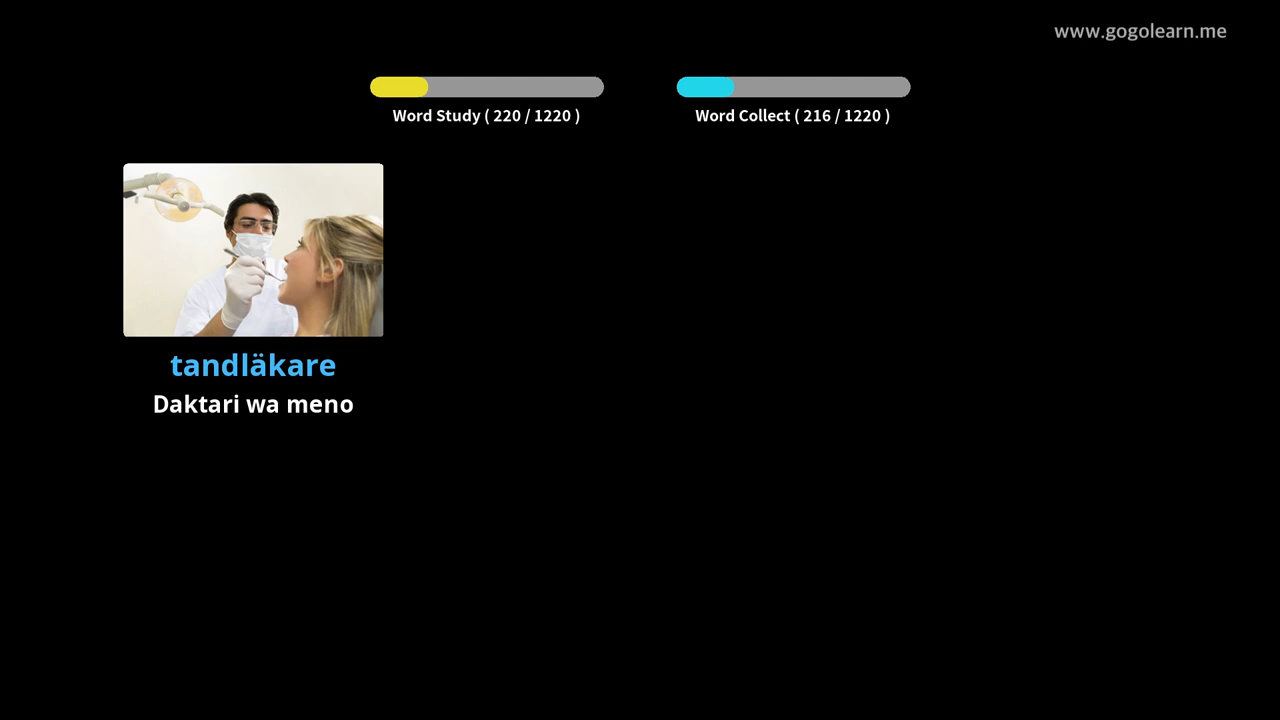 www.gogolearn.me
Word Study ( 220 / 1220 )
Word Collect ( 216 / 1220 )
tandläkare
Daktari wa meno